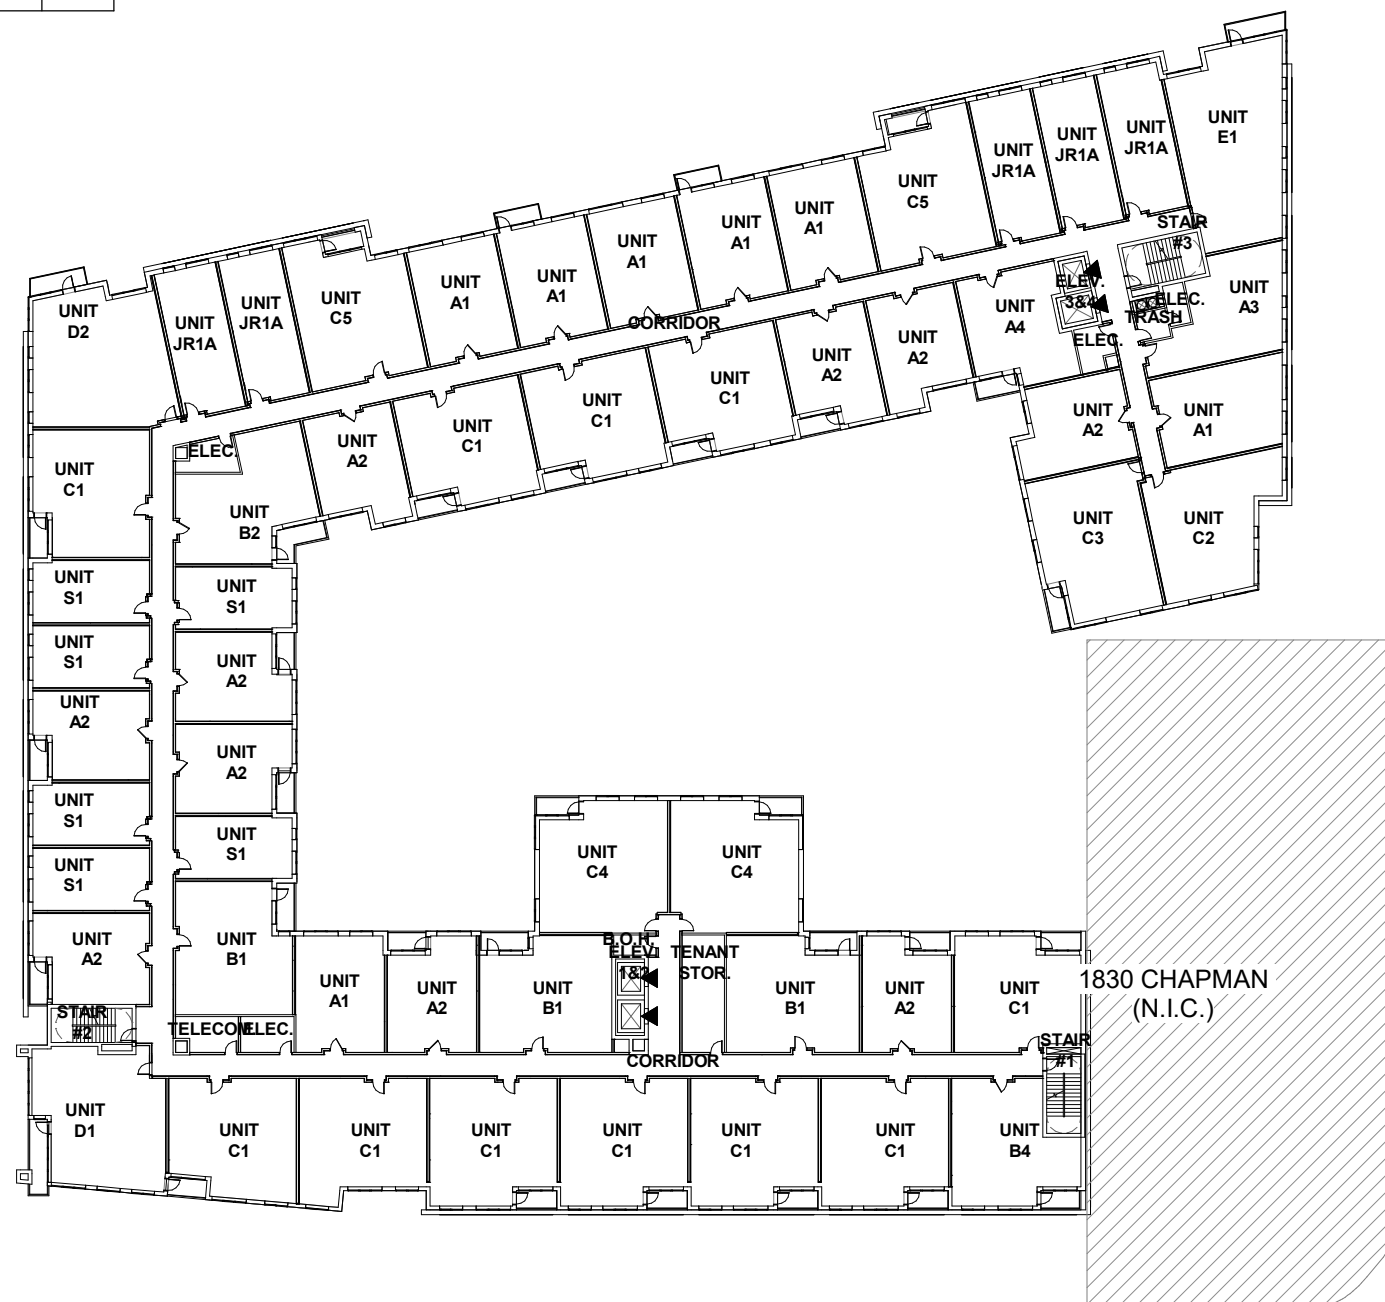 UNIT
E1
UNIT
JR1A
UNIT
JR1A
UNIT
JR1A
UNIT
C5
UNIT
A1
UNIT
A1
UNIT
A1
UNIT
A1
UNIT
A1
UNIT
C5
UNIT
JR1A
UNIT
JR1A
UNIT
D2
STAIR
#3
ELEV.
3&4
ELEC.
TRASH
ELEC.
UNIT
A3
UNIT
A4
CORRIDOR
UNIT
A2
UNIT
A2
UNIT
C1
UNIT
C1
UNIT
C1
UNIT
A2
ELEC.
UNIT
B2
UNIT
A2
UNIT
A1
UNIT
C3
UNIT
C2
UNIT
C1
UNIT
S1
UNIT
S1
UNIT
S1
UNIT
A2
UNIT
A2
UNIT
A2
UNIT
S1
UNIT
S1
UNIT
S1
UNIT
A2
UNIT
B1
UNIT
C4
UNIT
C4
B.O.H.
ELEV.
1&2
TENANT
STOR.
UNIT
A1
UNIT
A2
UNIT
B1
UNIT
B1
UNIT
A2
UNIT
C1
1830 CHAPMAN
(N.I.C.)
STAIR
#2
TELECOM
ELEC.
CORRIDOR
STAIR
#1
UNIT
D1
UNIT
C1
UNIT
C1
UNIT
C1
UNIT
C1
UNIT
C1
UNIT
C1
UNIT
B4